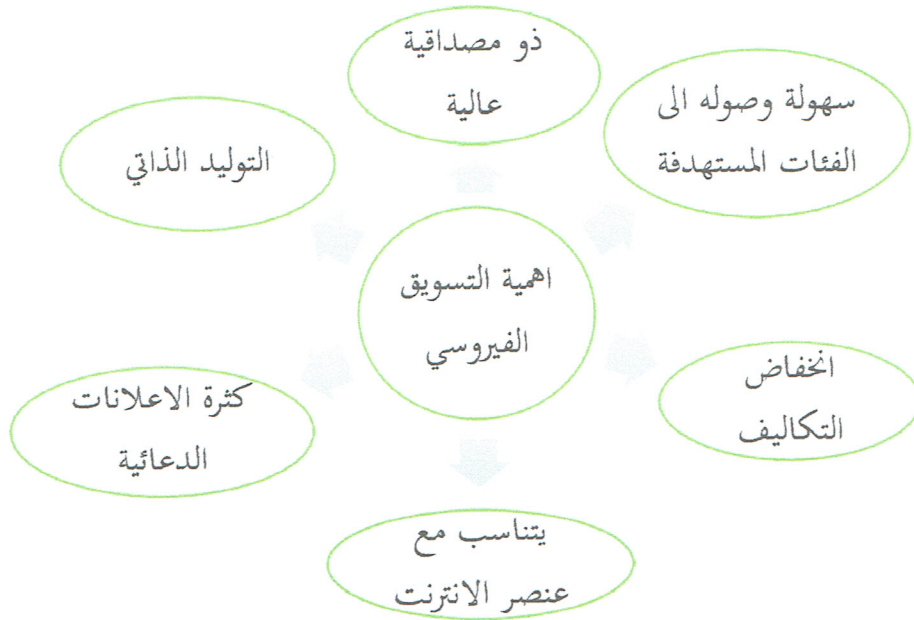 ذو مصداقية
عالية
سهولة وصوله الى
الفئات المستهدفة
التوليد الذاتي
اهمية التسويق
الفيروسي
انخفاض
التكاليف
كثرة الاعلانات
الدعائية
يتناسب مع
عنصر الانترنت